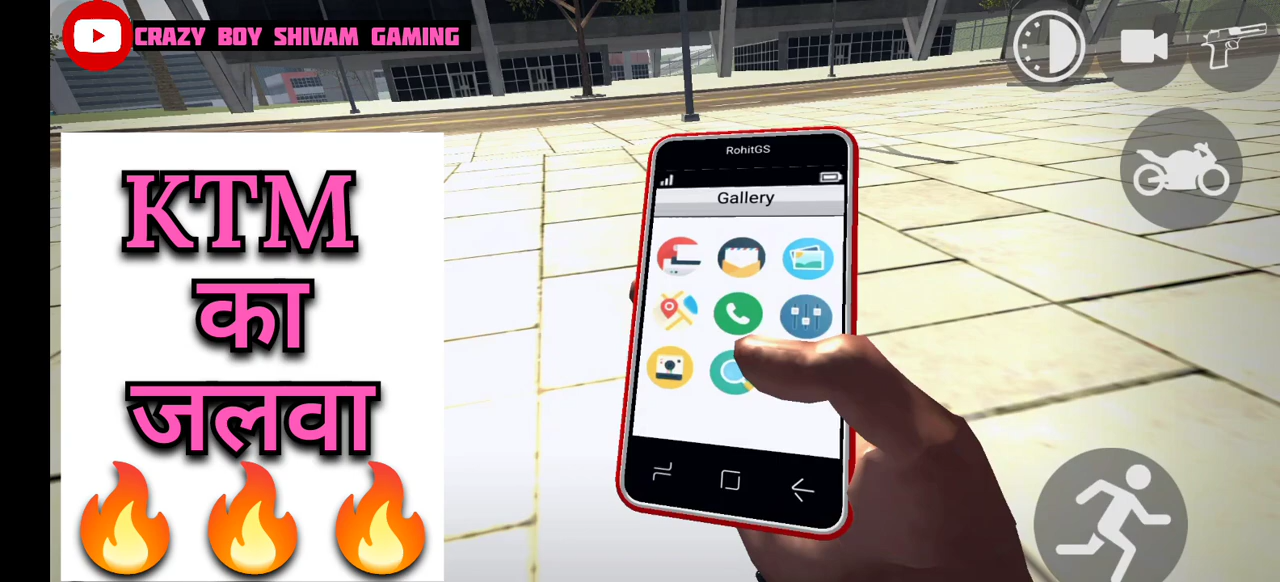 CRAZY BOY SHIVAM GAMING
RohitGS
Gallery
KTM
का
जलवा